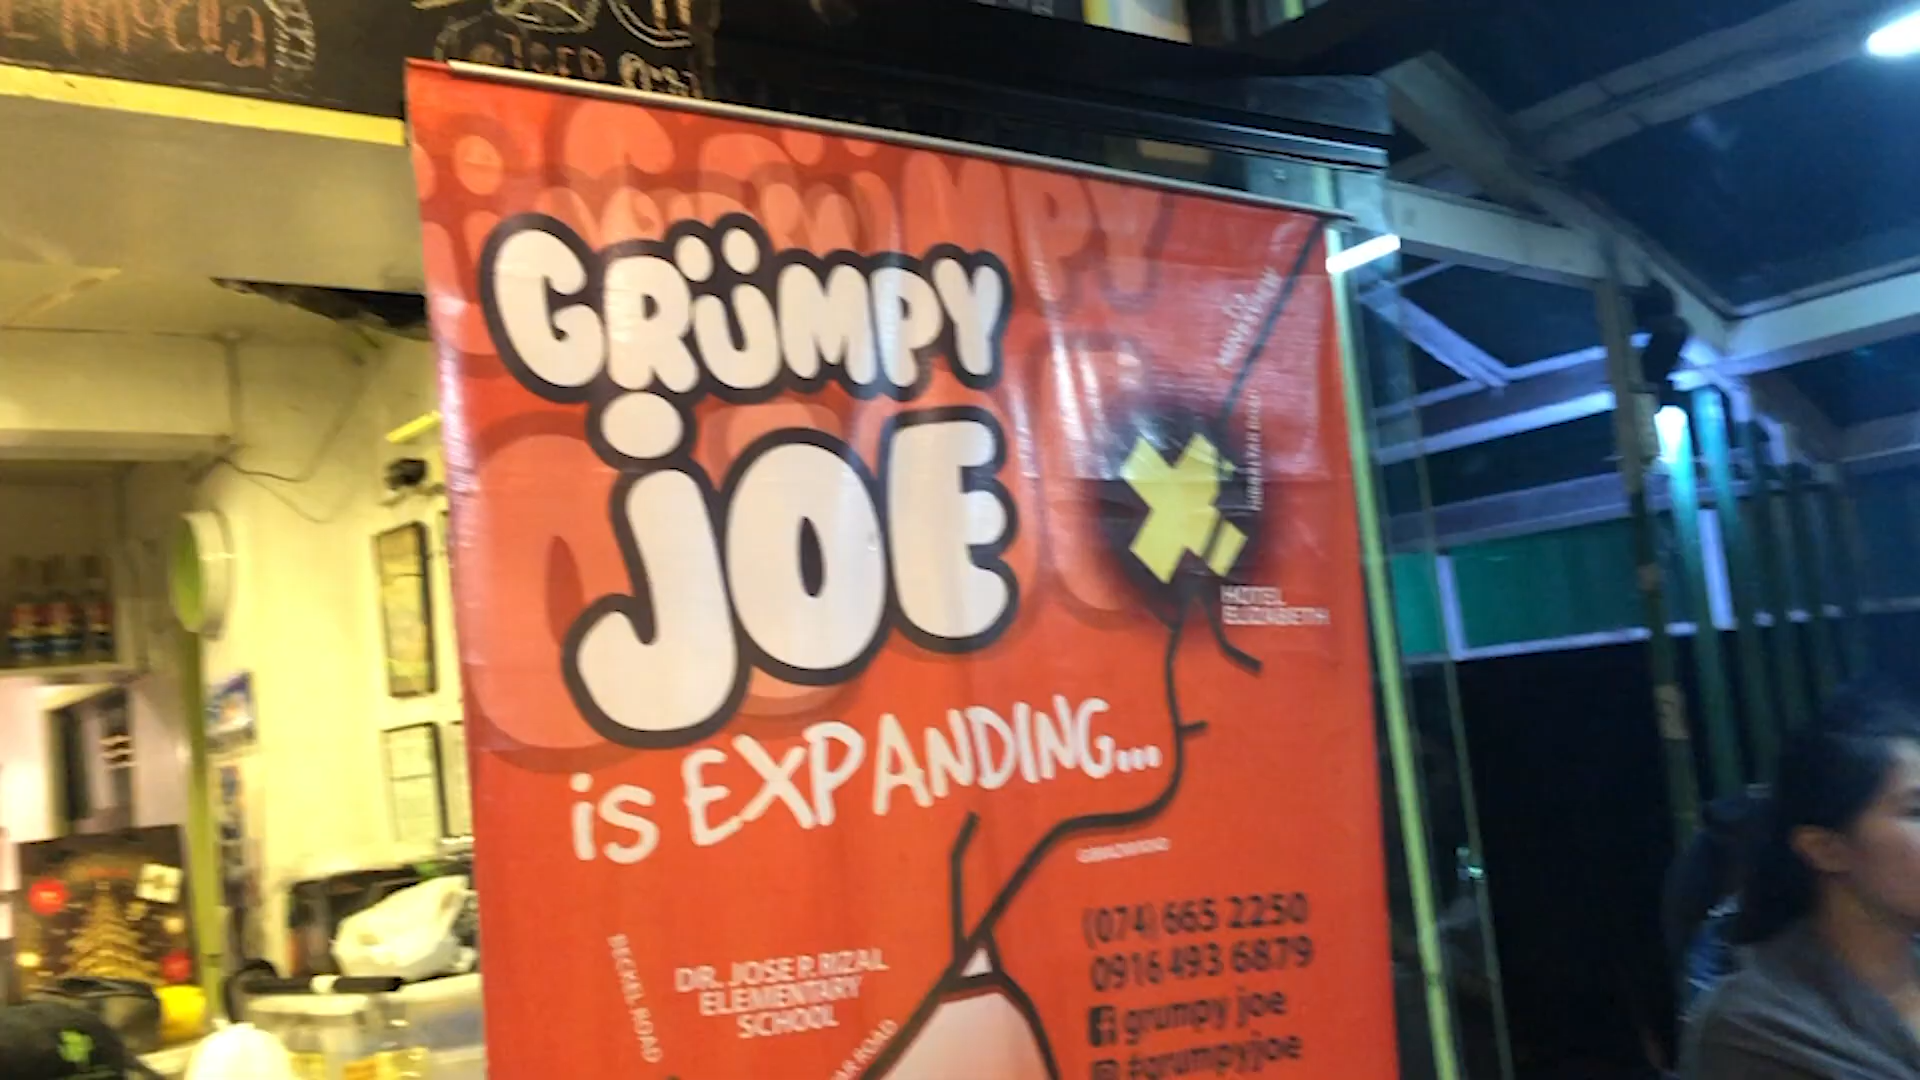 GRÜMPY
JOE
is EXPANDING...
HOTEL
ELIZABETH
(074) 665 2250
0916 493 6879
grumpy joe
#grumpyjoe
DR. JOSE P. RIZAL
ELEMENTARY
SCHOOL
ROAD
ROAD